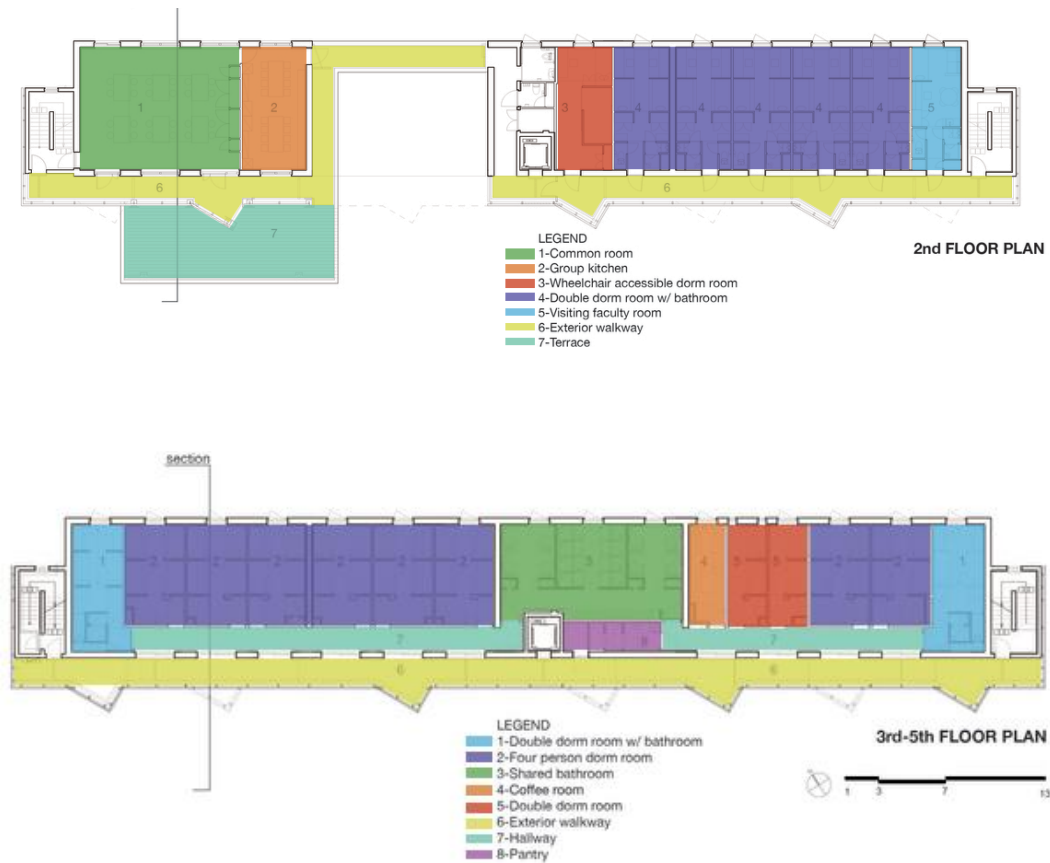 1
2
3
4
4
4
4
4
5
6
6
7
LEGEND
1-Common room
2-Group kitchen
3-Wheelchair accessible dorm room
4-Double dorm room w/ bathroom
5-Visiting faculty room
6-Exterior walkway
7-Terrace
2nd FLOOR PLAN
section
1
2
2
2
2
2
2
3
4
5
5
2
2
1
7
8
7
6
6
LEGEND
1-Double dorm room w/ bathroom
2-Four person dorm room
3-Shared bathroom
4-Coffee room
5-Double dorm room
6-Exterior walkway
7-Hallway
8-Pantry
3rd-5th FLOOR PLAN
1 3 7 13